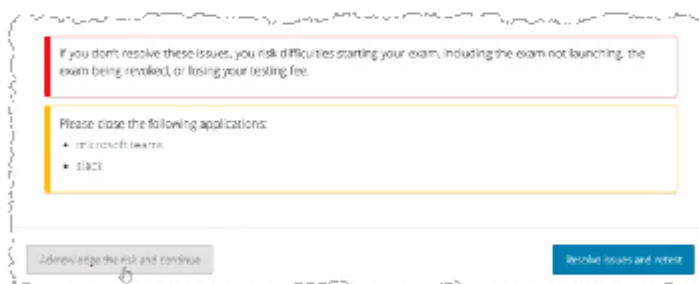 If you don't resolve these issues, you risk difficulties starting your exam, including the exam not launching, the
exam being revoked, or losing your testing fee.
Please close the following applications:
• microsoft teams
• slack
Acknowledge the risk and continue
Resolve issues and retest